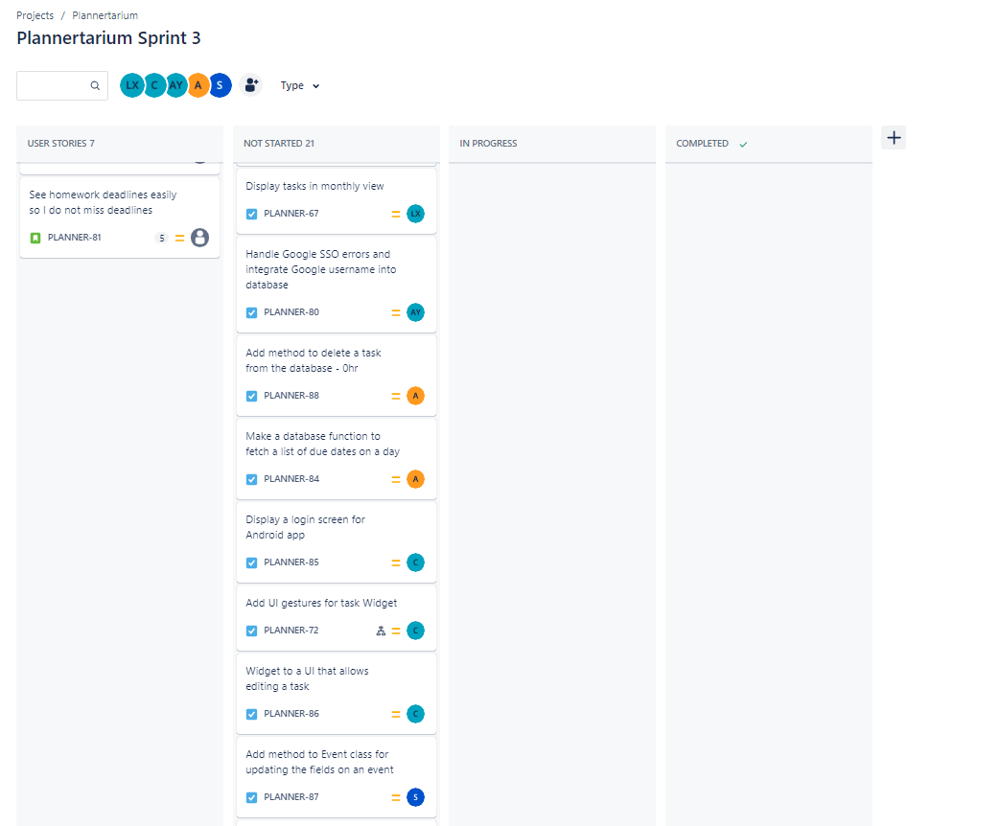 Projects / Plannertarium
Plannertarium Sprint 3
LX C AY A S
Type
USER STORIES 7
See homework deadlines easily
so I do not miss deadlines
PLANNER-81 5
NOT STARTED 21
Display tasks in monthly view
PLANNER-67 LX
Handle Google SSO errors and
integrate Google username into
database
PLANNER-80 AY
Add method to delete a task
from the database - 0hr
PLANNER-88 A
Make a database function to
fetch a list of due dates on a day
PLANNER-84 A
Display a login screen for
Android app
PLANNER-85 C
Add UI gestures for task Widget
PLANNER-72 C
Widget to a UI that allows
editing a task
PLANNER-86 C
Add method to Event class for
updating the fields on an event
PLANNER-87 S
IN PROGRESS
COMPLETED